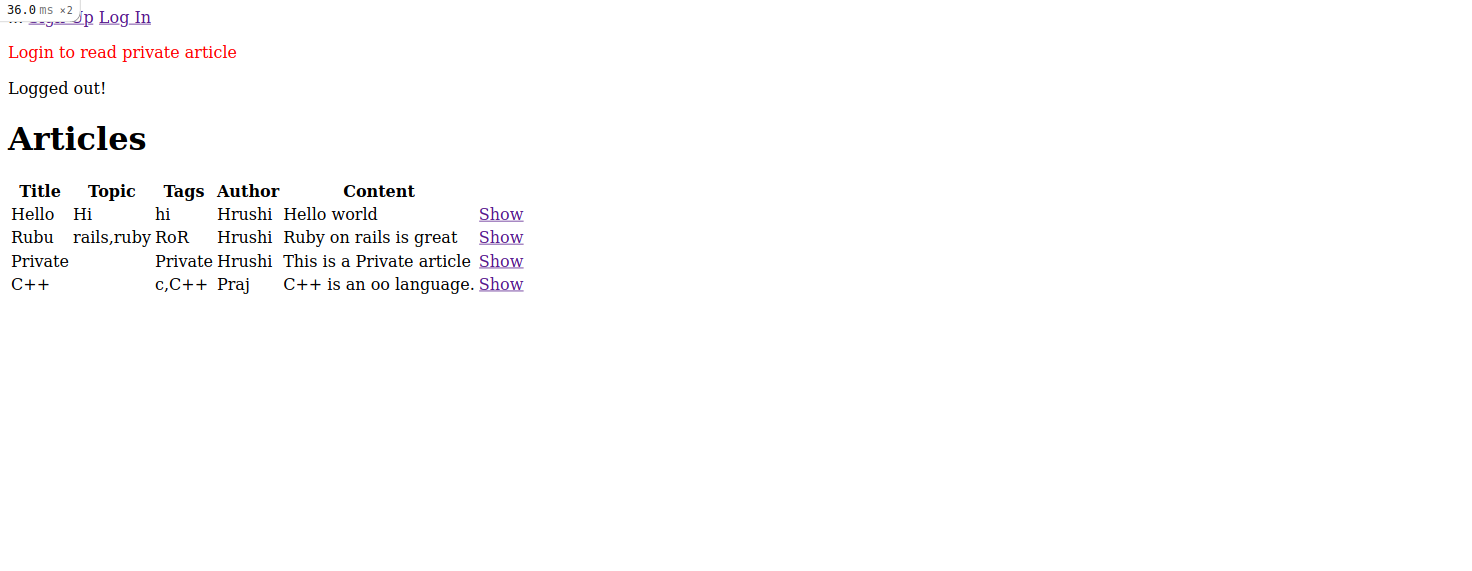 36.0 ms ×2
Up Log In
Login to read private article
Logged out!
Articles
Title Topic Tags Author Content
Hello Hi hi Hrushi Hello world Show
Rubu rails,ruby RoR Hrushi Ruby on rails is great Show
Private Private Hrushi This is a Private article Show
C++ c,C++ Praj C++ is an oo language. Show